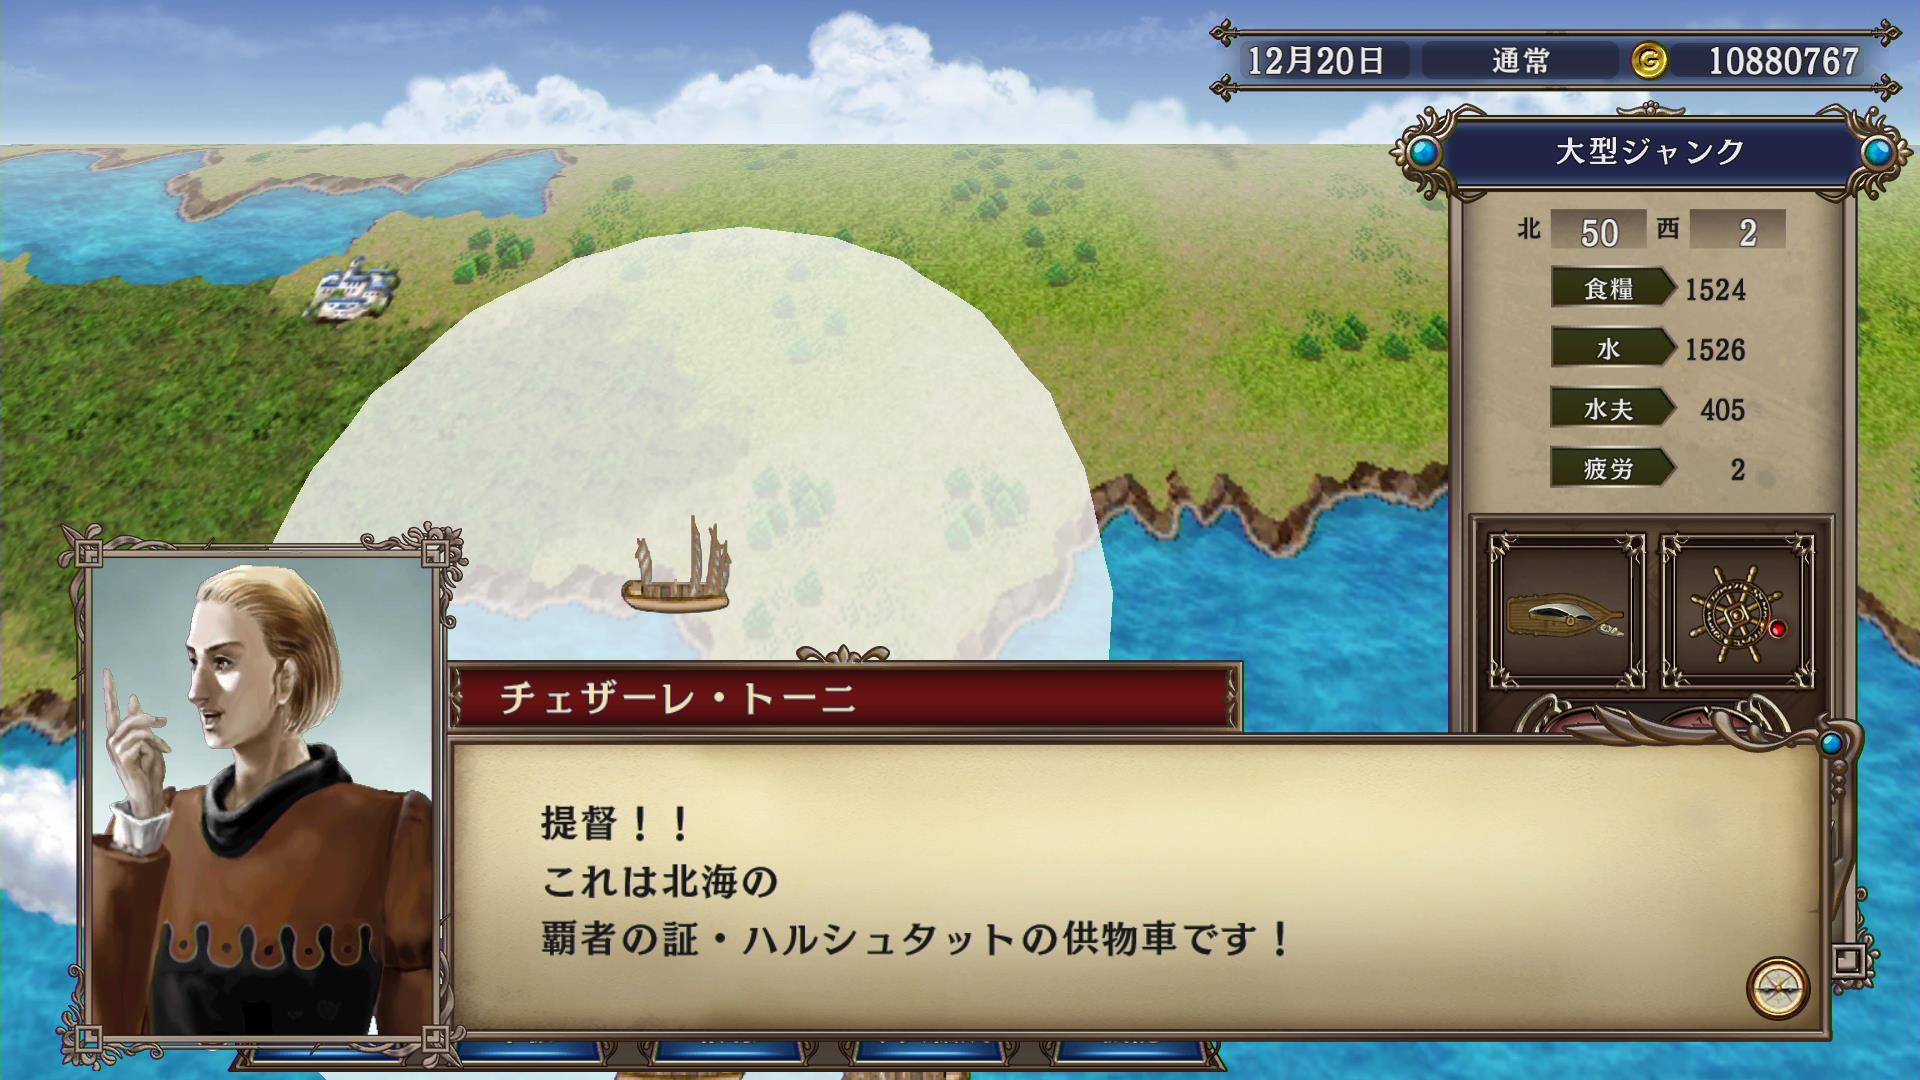 12月20日 通常 10880767
大型ジャンク
北 50 西 2
食糧 1524
水 1526
水夫 405
疲労 2
チェザーレ・トーニ
提督！！
これは北海の
覇者の証・ハルシュタットの供物車です！